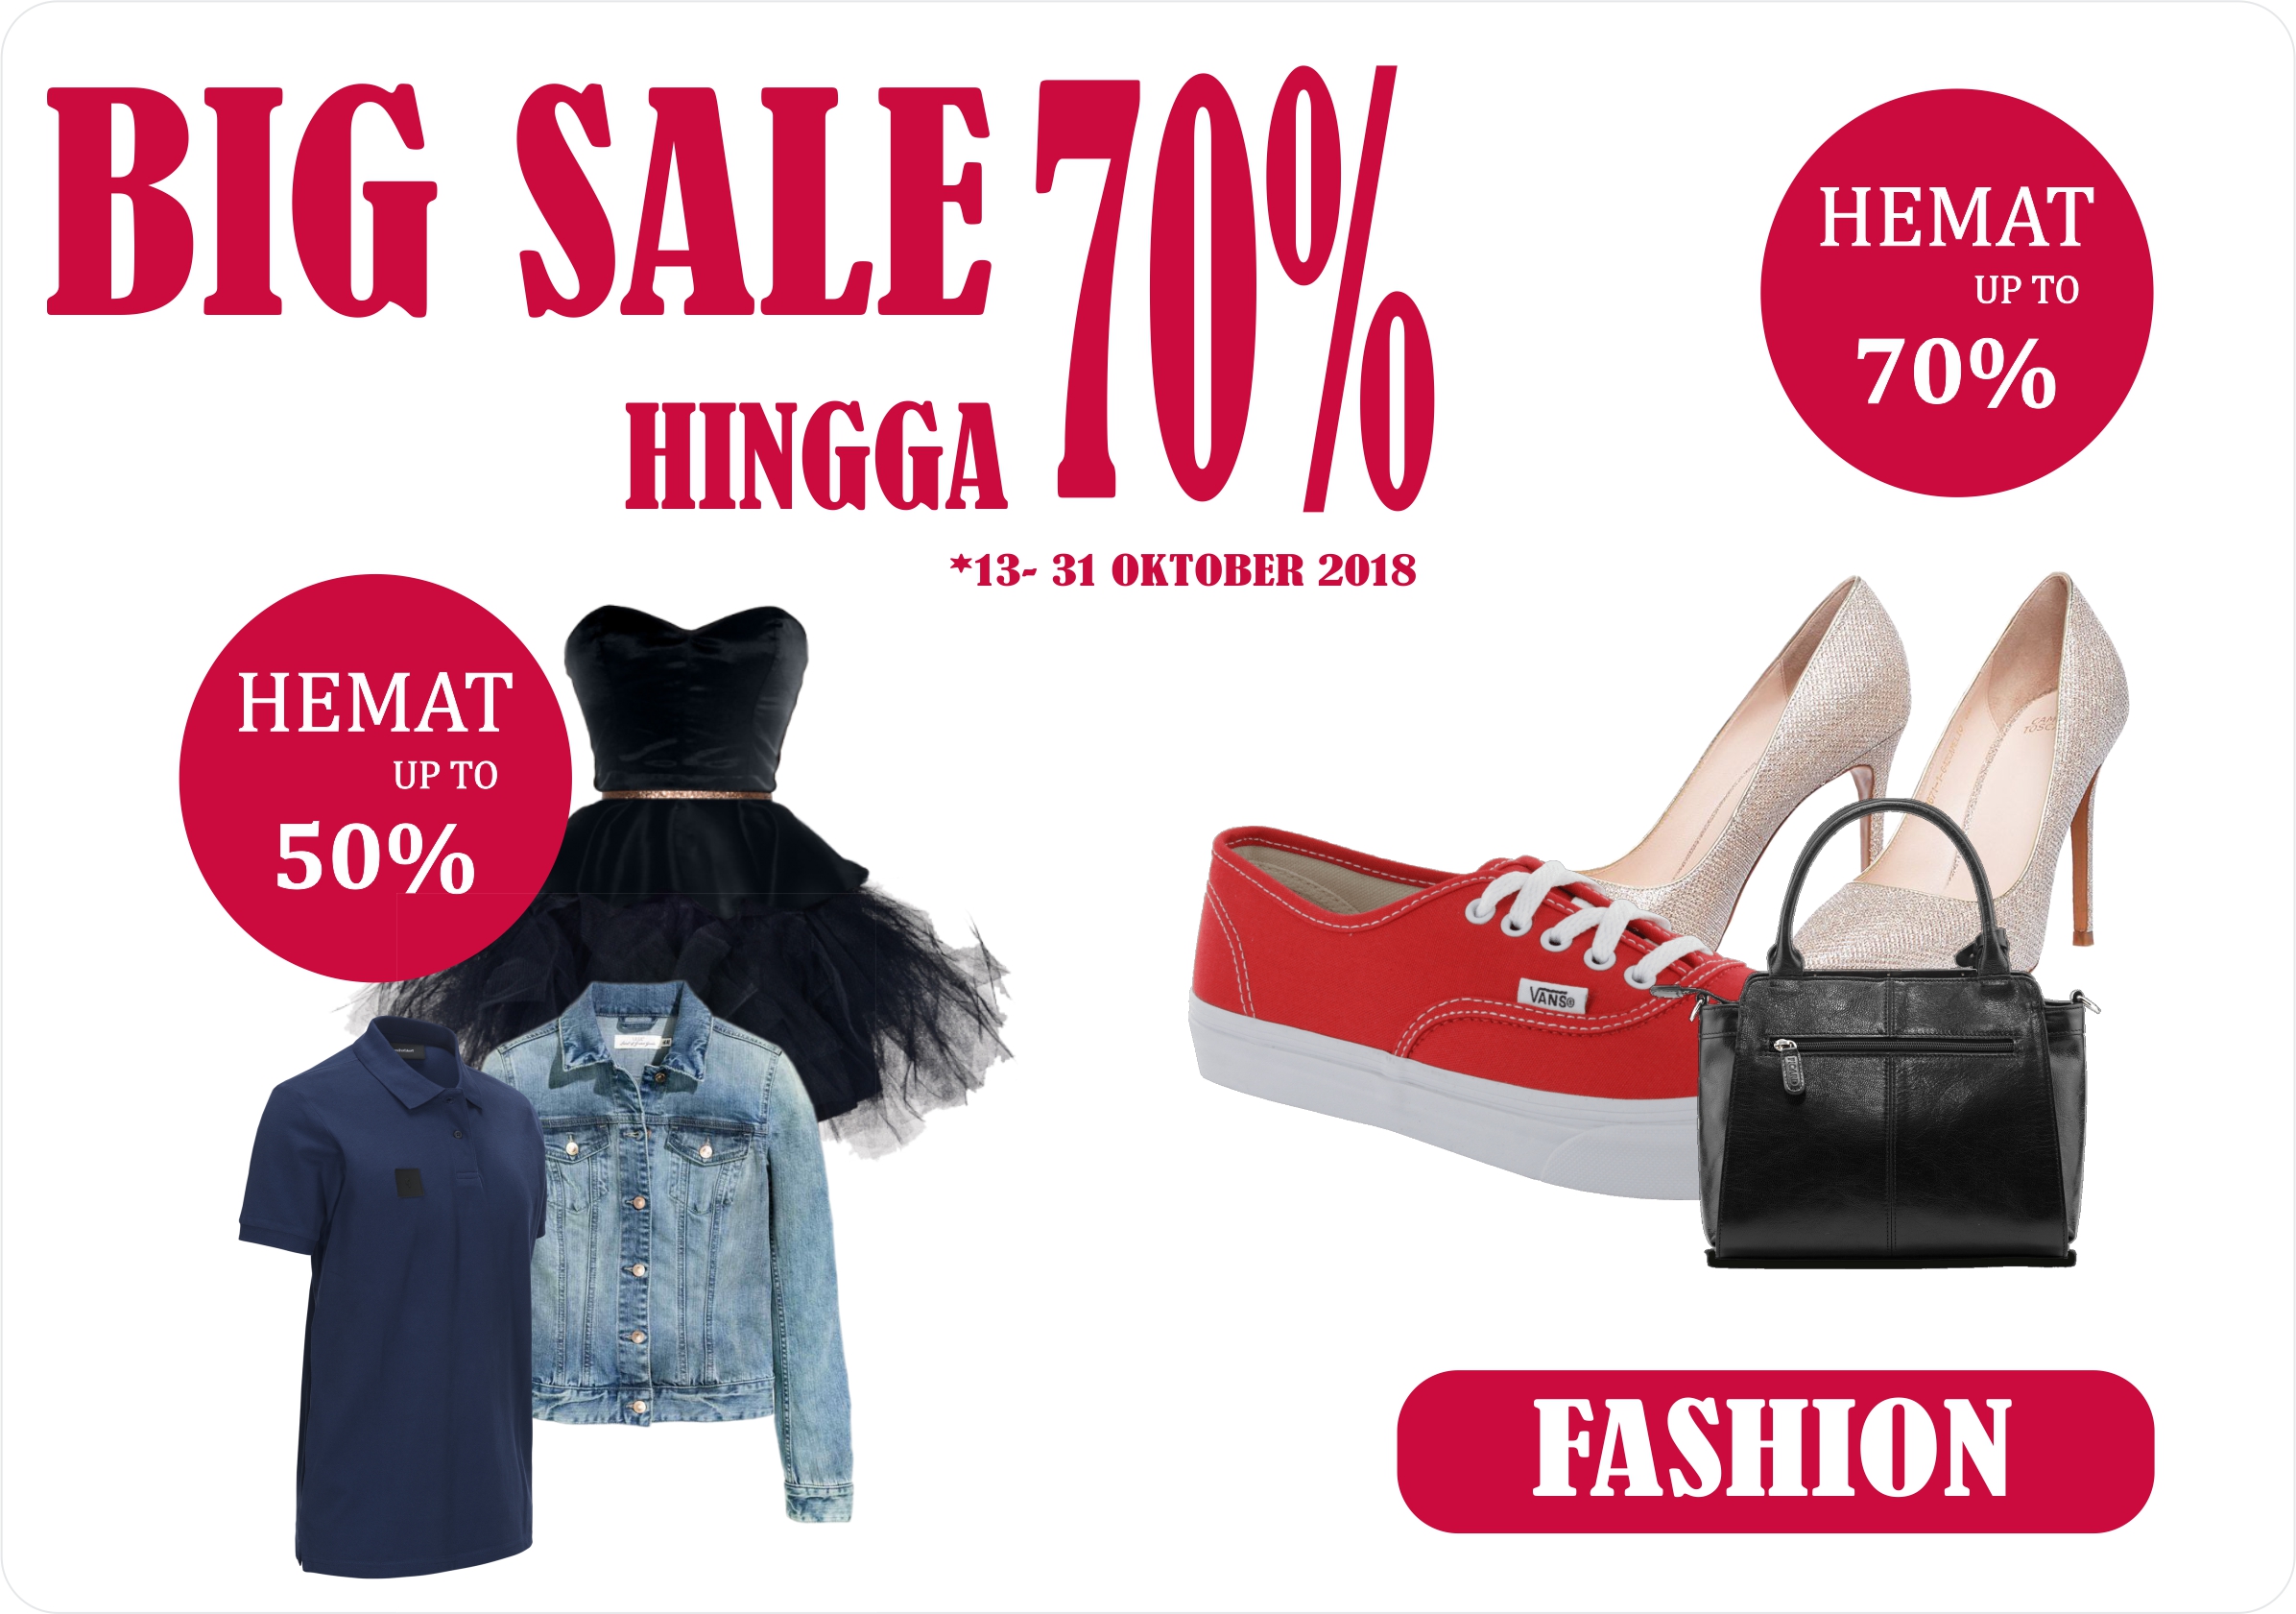 BIG SALE 70%
HINGGA
*13- 31 OKTOBER 2018
HEMAT
UP TO
70%
HEMAT
UP TO
50%
VANS®
FASHION